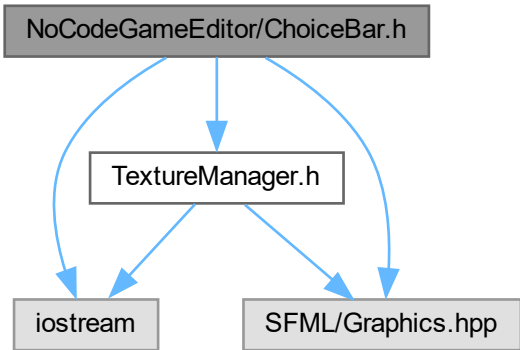 NoCodeGameEditor/ChoiceBar.h
TextureManager.h
iostream
SFML/Graphics.hpp